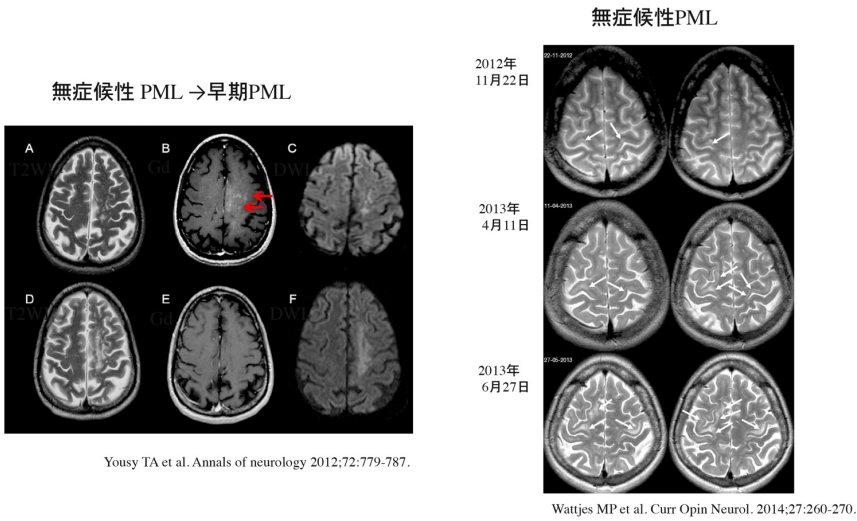 無症候性 PML →早期PML
A
B
C
T2WI
Gd
DWI
D
E
F
T2WI
Gd
DWI
Yousy TA et al. Annals of neurology 2012;72:779-787.
無症候性PML
2012年
11月22日
22-11-2012
2013年
4月11日
11-04-2013
2013年
6月27日
27-05-2013
Wattjes MP et al. Curr Opin Neurol. 2014;27:260-270.